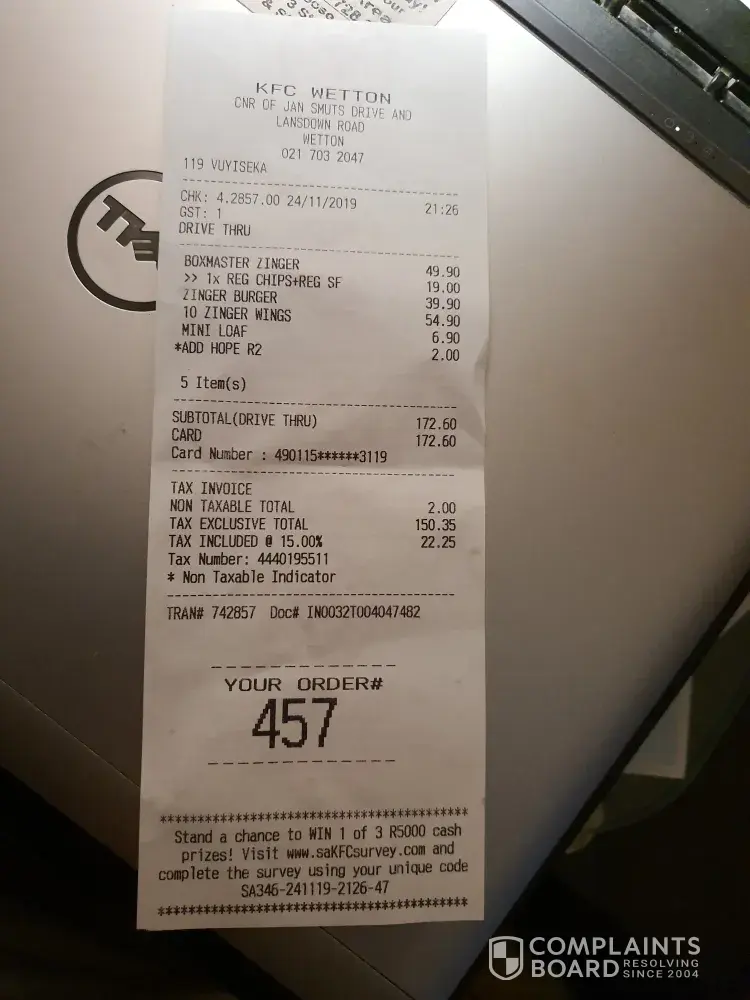 KFC WETTON
CNR OF JAN SMUTS DRIVE AND
LANSDOWN ROAD
WETTON
021 703 2047
119 VUYISEKA
CHK: 4.2857.00 24/11/2019 21:26
GST: 1
DRIVE THRU
BOXMASTER ZINGER 49.90
>> 1x REG CHIPS+REG SF 19.00
ZINGER BURGER 39.90
10 ZINGER WINGS 54.90
MINI LOAF 6.90
*ADD HOPE R2 2.00
5 Item(s)
SUBTOTAL(DRIVE THRU) 172.60
CARD 172.60
Card Number : 490115******3119
TAX INVOICE
NON TAXABLE TOTAL 2.00
TAX EXCLUSIVE TOTAL 150.35
TAX INCLUDED @ 15.00% 22.25
Tax Number: 4440195511
* Non Taxable Indicator
TRAN# 742857 Doc# IN0032T004047482
YOUR ORDER#
457
****************************************
Stand a chance to WIN 1 of 3 R5000 cash
prizes! Visit www.saKFCsurvey.com and
complete the survey using your unique code
SA346-241119-2126-47
****************************************
COMPLAINTS
BOARD RESOLVING
SINCE 2004